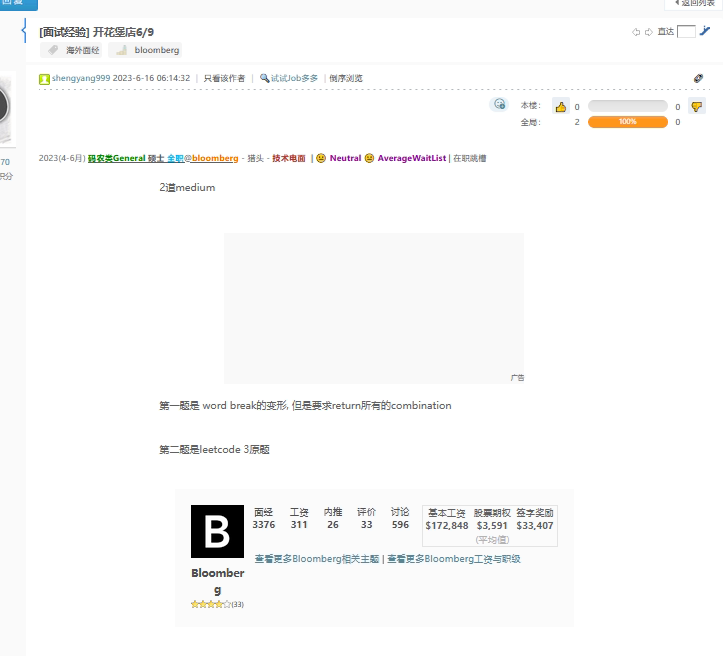 回复
返回列表
[面试经验] 开花堡店6/9
直达
海外面经 bloomberg
shengyang999 2023-6-16 06:14:32 | 只看该作者 | 试试Job多多 | 倒序浏览
本楼： 0 0
全局： 2 100% 0
70
积分
2023(4-6月) 码农类General 硕士 全职@bloomberg - 猎头 - 技术电面 | Neutral AverageWaitList | 在职跳槽
2道medium
广告
第一题是 word break的变形, 但是要求return所有的combination
第二题是leetcode 3原题
B
Bloomber
g
(33)
面经 工资 内推 评价 讨论
3376 311 26 33 596
基本工资 股票期权 签字奖励
$172,848 $3,591 $33,407
(平均值)
查看更多Bloomberg相关主题 | 查看更多Bloomberg工资与职级